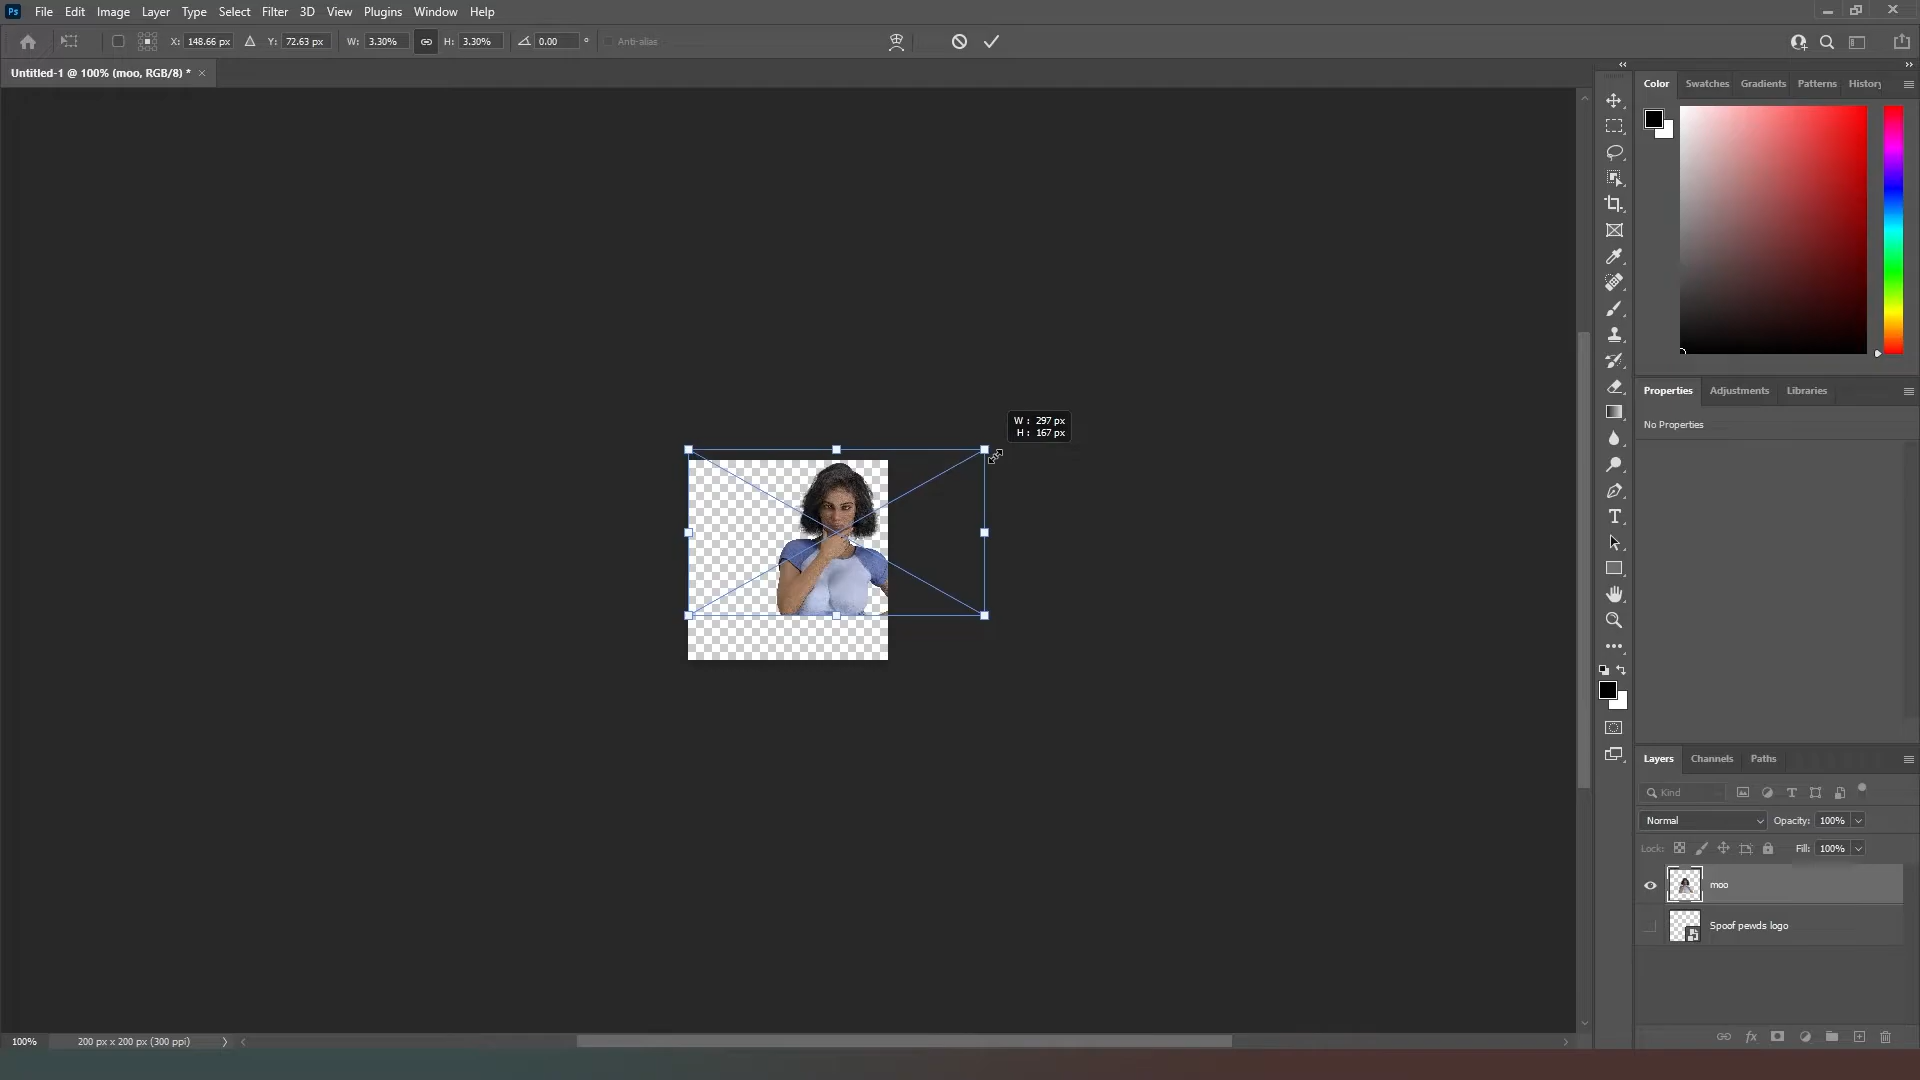 Ps File Edit Image Layer Type Select Filter 3D View Plugins Window Help
X: 148.66 px Y: 72.63 px W: 3.30% H: 3.30% 0.00 ° Anti-alias
Untitled-1 @ 100% (moo, RGB/8) * ×
Color Swatches Gradients Patterns History
W : 297 px
H : 167 px
Properties Adjustments Libraries
No Properties
Layers Channels Paths
Kind
Normal Opacity: 100%
Lock: Fill: 100%
moo
Spoof pewds logo
100% 200 px x 200 px (300 ppi)